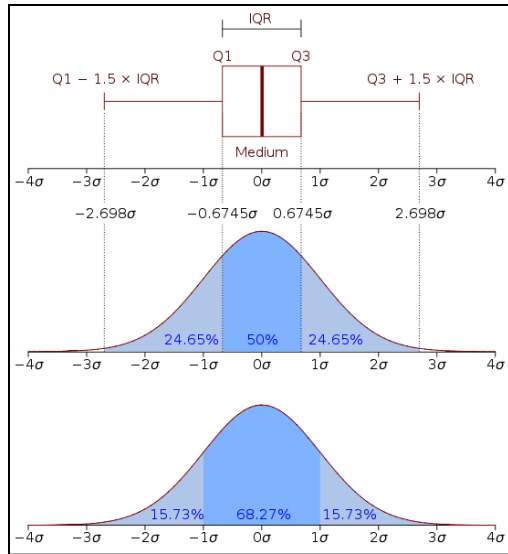 IQR
Q1 Q3
Q1 − 1.5 × IQR Q3 + 1.5 × IQR
Medium
−4σ −3σ −2σ −1σ 0σ 1σ 2σ 3σ 4σ
−2.698σ −0.6745σ 0.6745σ 2.698σ
24.65% 50% 24.65%
−4σ −3σ −2σ −1σ 0σ 1σ 2σ 3σ 4σ
15.73% 68.27% 15.73%
−4σ −3σ −2σ −1σ 0σ 1σ 2σ 3σ 4σ